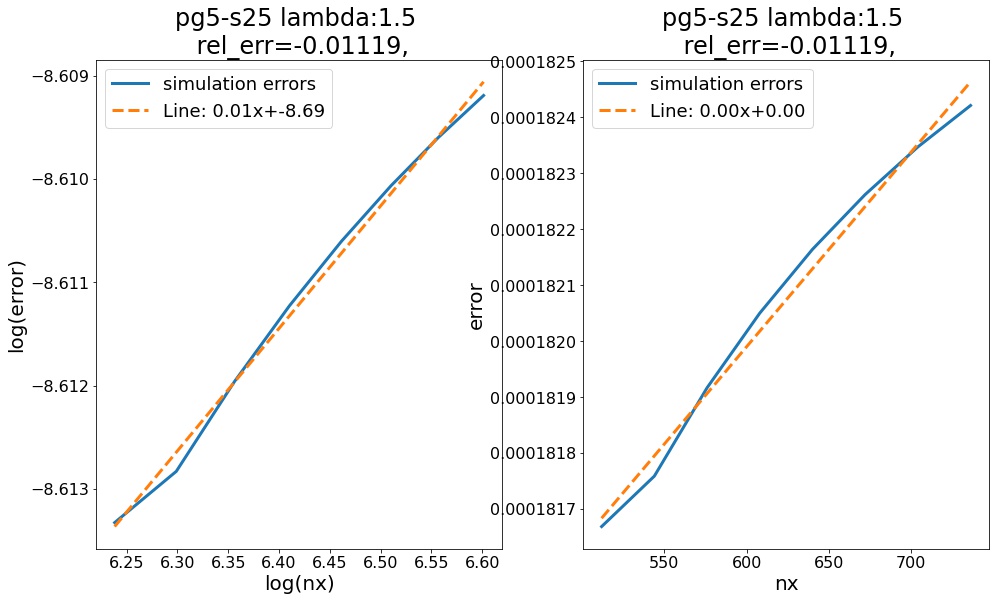 pg5-s25 lambda:1.5
rel_err=-0.01119,
simulation errors
Line: 0.01x+-8.69
−8.609
−8.610
−8.611
−8.612
−8.613
log(error)
6.25 6.30 6.35 6.40 6.45 6.50 6.55 6.60
log(nx)
pg5-s25 lambda:1.5
rel_err=-0.01119,
simulation errors
Line: 0.00x+0.00
0.0001825
0.0001824
0.0001823
0.0001822
0.0001821
0.0001820
0.0001819
0.0001818
0.0001817
error
550 600 650 700
nx